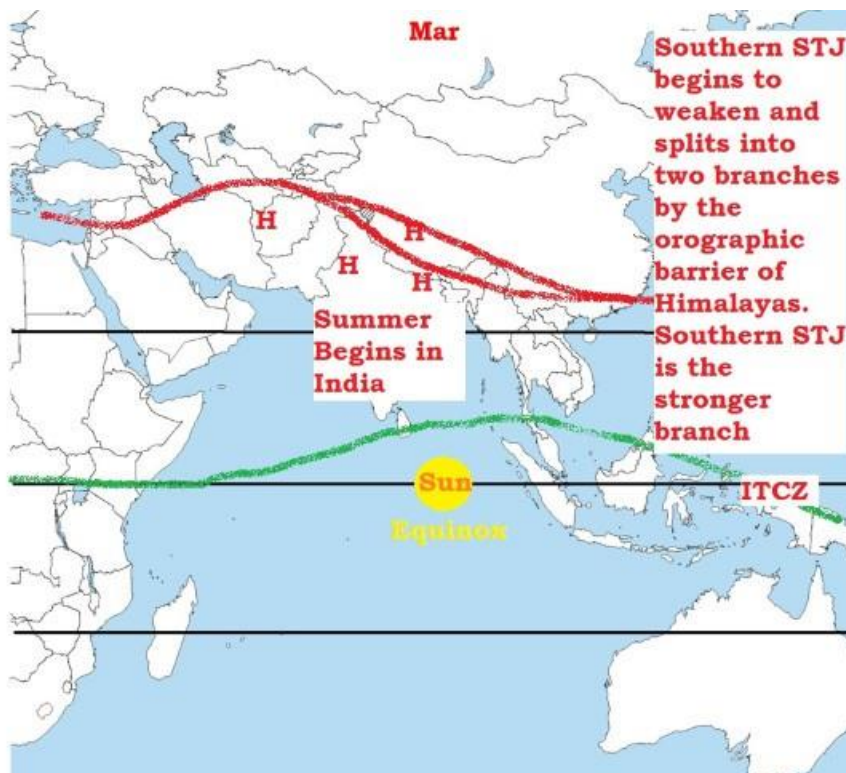 Mar
Southern STJ
begins to
weaken and
splits into
two branches
by the
orographic
barrier of
Himalayas.
Southern STJ
is the
stronger
branch
H
H
H
H
Summer
Begins in
India
Sun
Equinox
ITCZ